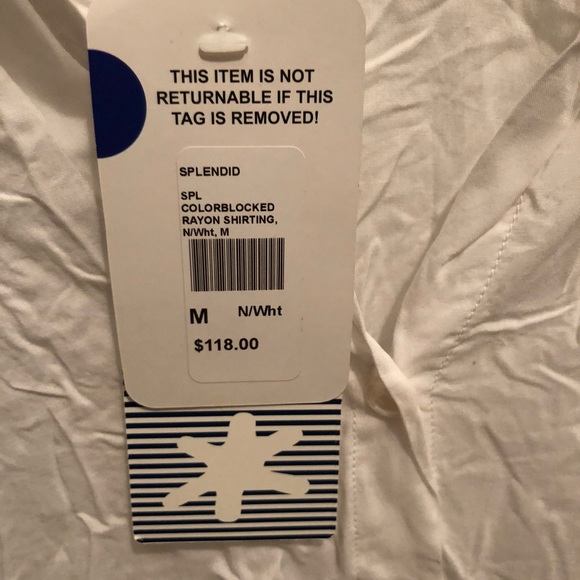 THIS ITEM IS NOT
RETURNABLE IF THIS
TAG IS REMOVED!
SPLENDID
SPL
COLORBLOCKED
RAYON SHIRTING,
N/Wht, M
M N/Wht
$118.00